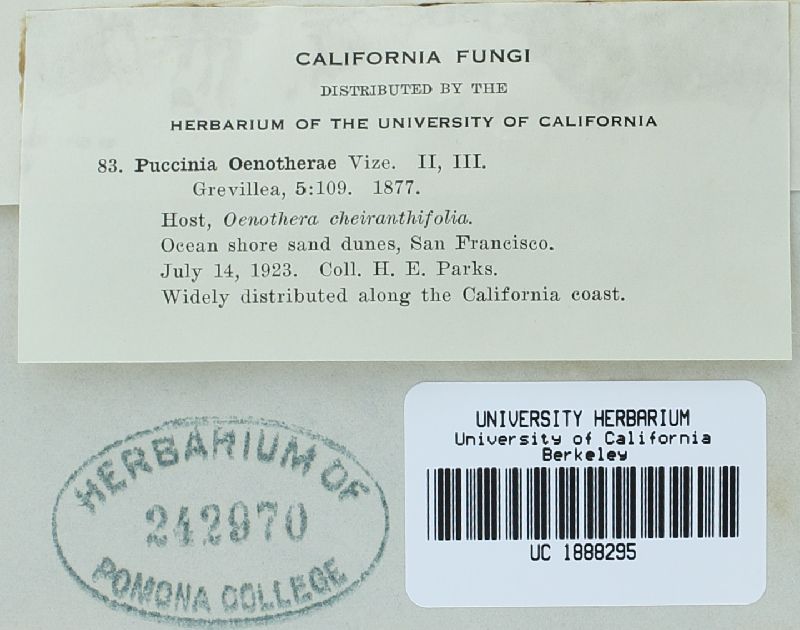 CALIFORNIA FUNGI
DISTRIBUTED BY THE
HERBARIUM OF THE UNIVERSITY OF CALIFORNIA
83. Puccinia Oenotherae Vize. II, III.
Grevillea, 5:109. 1877.
Host, Oenothera cheiranthifolia.
Ocean shore sand dunes, San Francisco.
July 14, 1923. Coll. H. E. Parks.
Widely distributed along the California coast.
HERBARIUM OF
242970
POMONA COLLEGE
UNIVERSITY HERBARIUM
University of California
Berkeley
UC 1888295